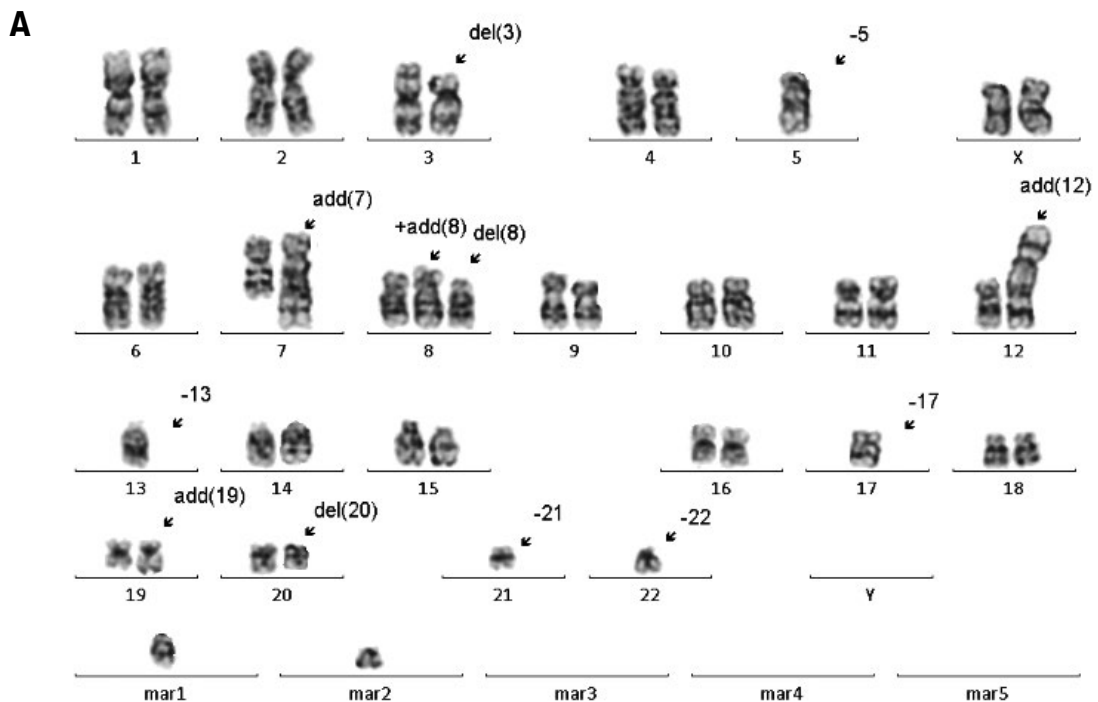 A
del(3)
-5
1 2 3 4 5 X
add(7)
+add(8)
del(8)
add(12)
6 7 8 9 10 11 12
-13
-17
13 14 15 16 17 18
add(19)
del(20)
-21
-22
19 20 21 22 Y
mar1 mar2 mar3 mar4 mar5